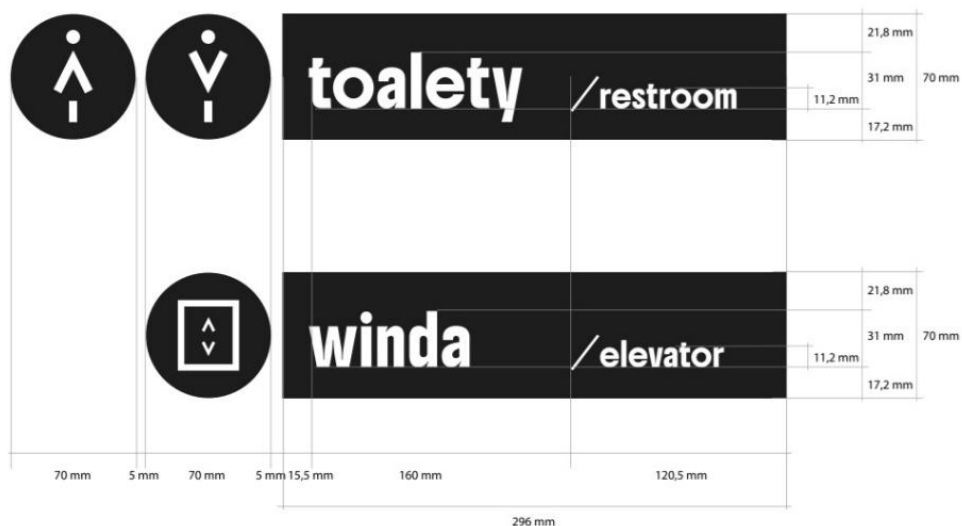 21,8 mm
toalety /restroom 31 mm 70 mm
11,2 mm
17,2 mm
21,8 mm
winda /elevator 31 mm 70 mm
11,2 mm
17,2 mm
70 mm 5 mm 70 mm 5 mm 15,5 mm 160 mm 120,5 mm
296 mm